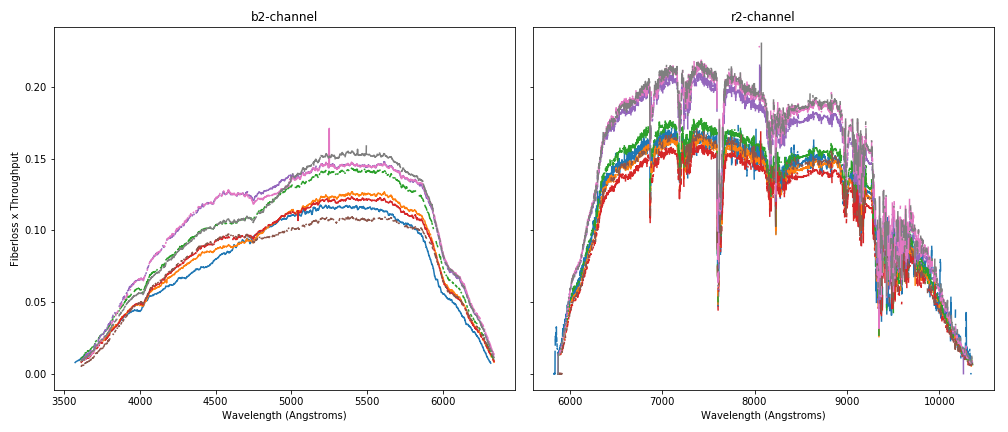 b2-channel
r2-channel
Fiberloss x Throughput
0.20
0.15
0.10
0.05
0.00
3500 4000 4500 5000 5500 6000
6000 7000 8000 9000 10000
Wavelength (Angstroms)
Wavelength (Angstroms)